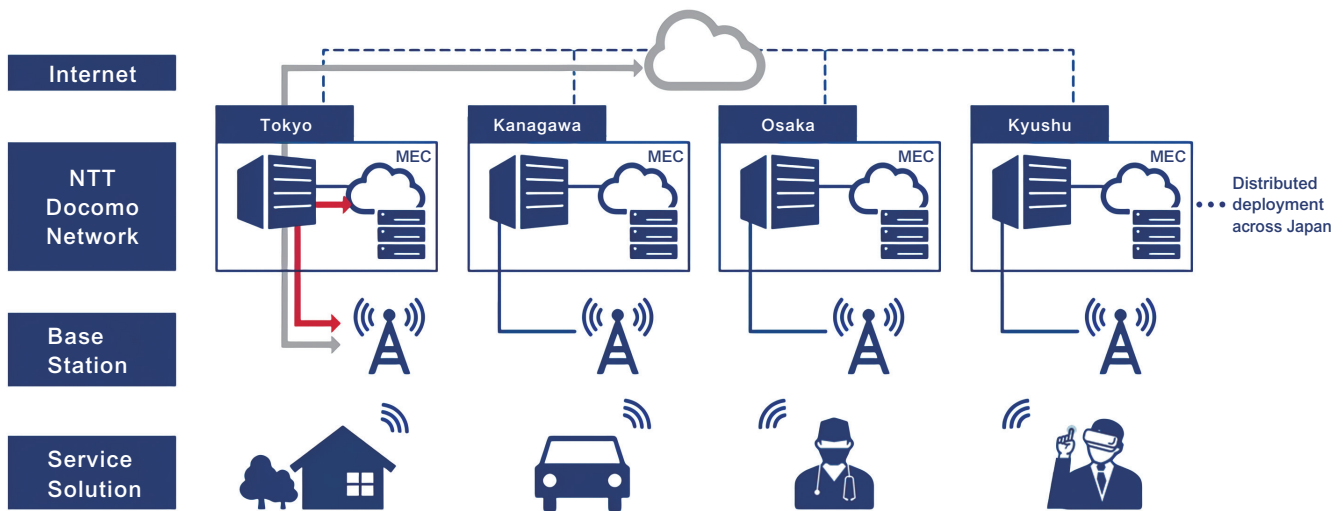 Internet
Tokyo
Kanagawa
Osaka
Kyushu
NTT
Docomo
Network
MEC
MEC
MEC
MEC
Distributed
deployment
across Japan
Base
Station
Service
Solution